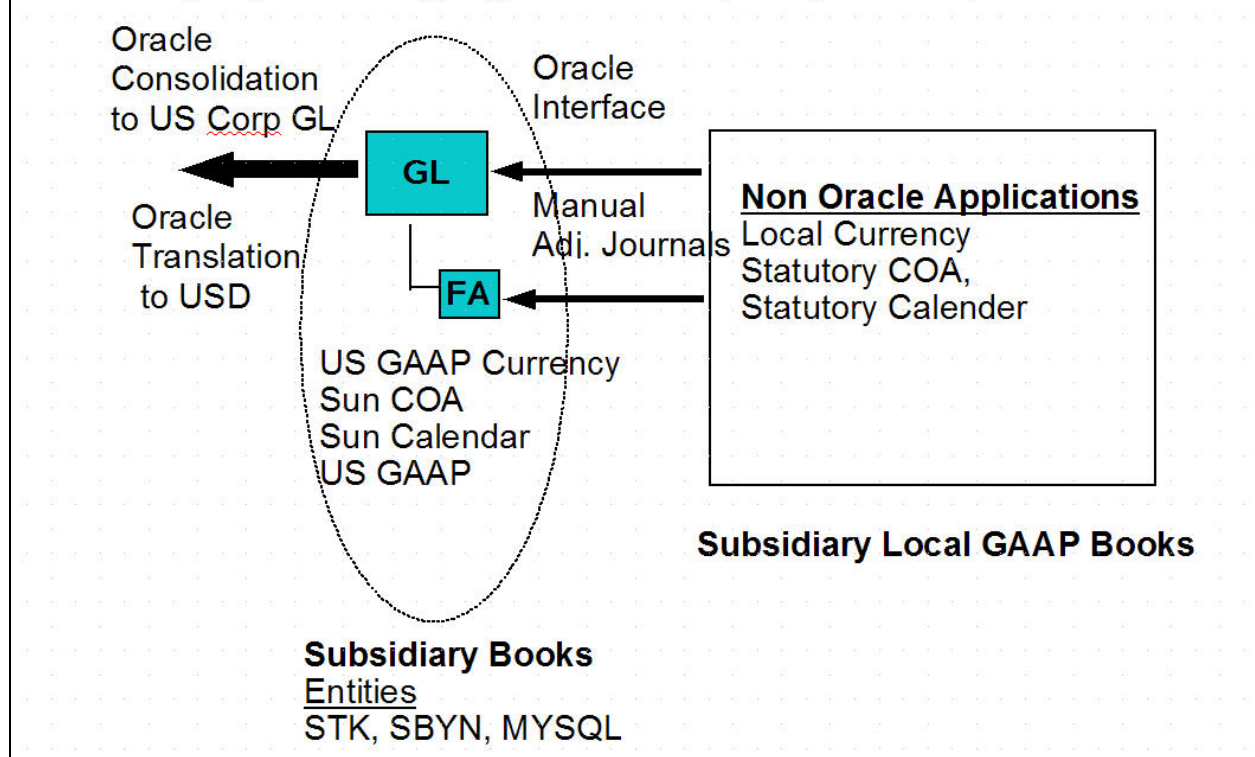 Oracle
Consolidation
to US Corp GL
Oracle
Translation
to USD
GL
FA
US GAAP Currency
Sun COA
Sun Calendar
US GAAP
Oracle
Interface
Manual
Adj. Journals
Non Oracle Applications
Local Currency
Statutory COA,
Statutory Calender
Subsidiary Local GAAP Books
Subsidiary Books
Entities
STK, SBYN, MYSQL